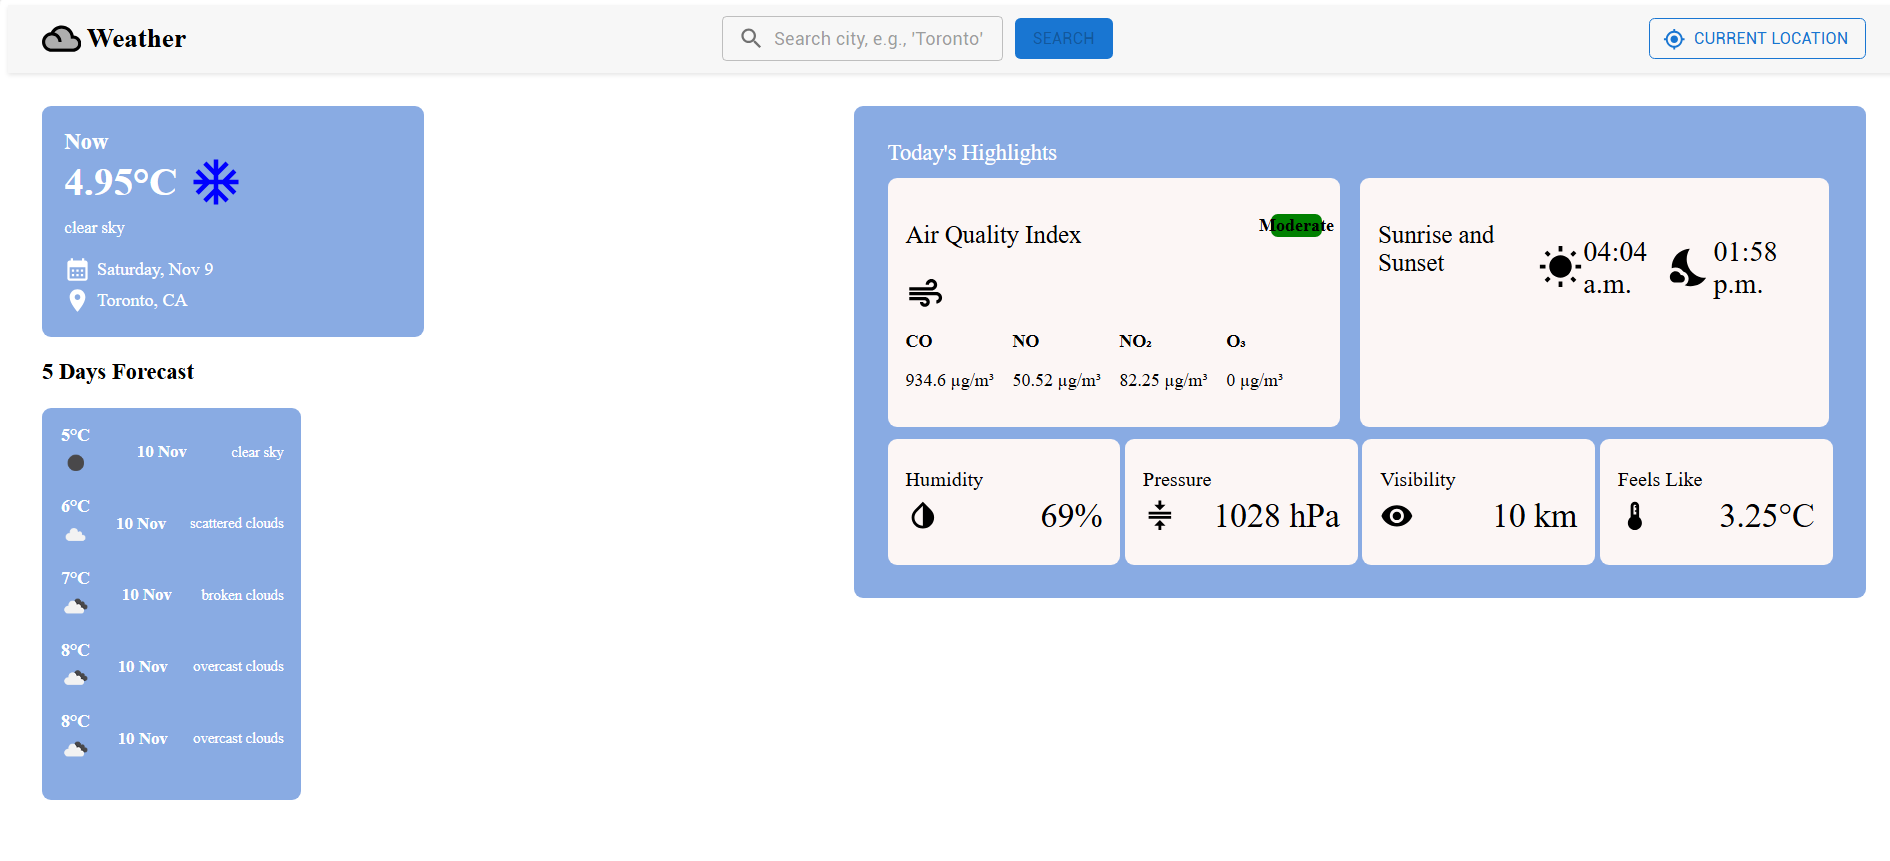 Weather
Search city, e.g., 'Toronto'
SEARCH
CURRENT LOCATION
Now
4.95°C
clear sky
Saturday, Nov 9
Toronto, CA
5 Days Forecast
5°C
10 Nov
clear sky
6°C
10 Nov
scattered clouds
7°C
10 Nov
broken clouds
8°C
10 Nov
overcast clouds
8°C
10 Nov
overcast clouds
Today's Highlights
Air Quality Index
Moderate
CO NO NO₂ O₃
934.6 µg/m³ 50.52 µg/m³ 82.25 µg/m³ 0 µg/m³
Sunrise and
Sunset
04:04
a.m.
01:58
p.m.
Humidity
69%
Pressure
1028 hPa
Visibility
10 km
Feels Like
3.25°C